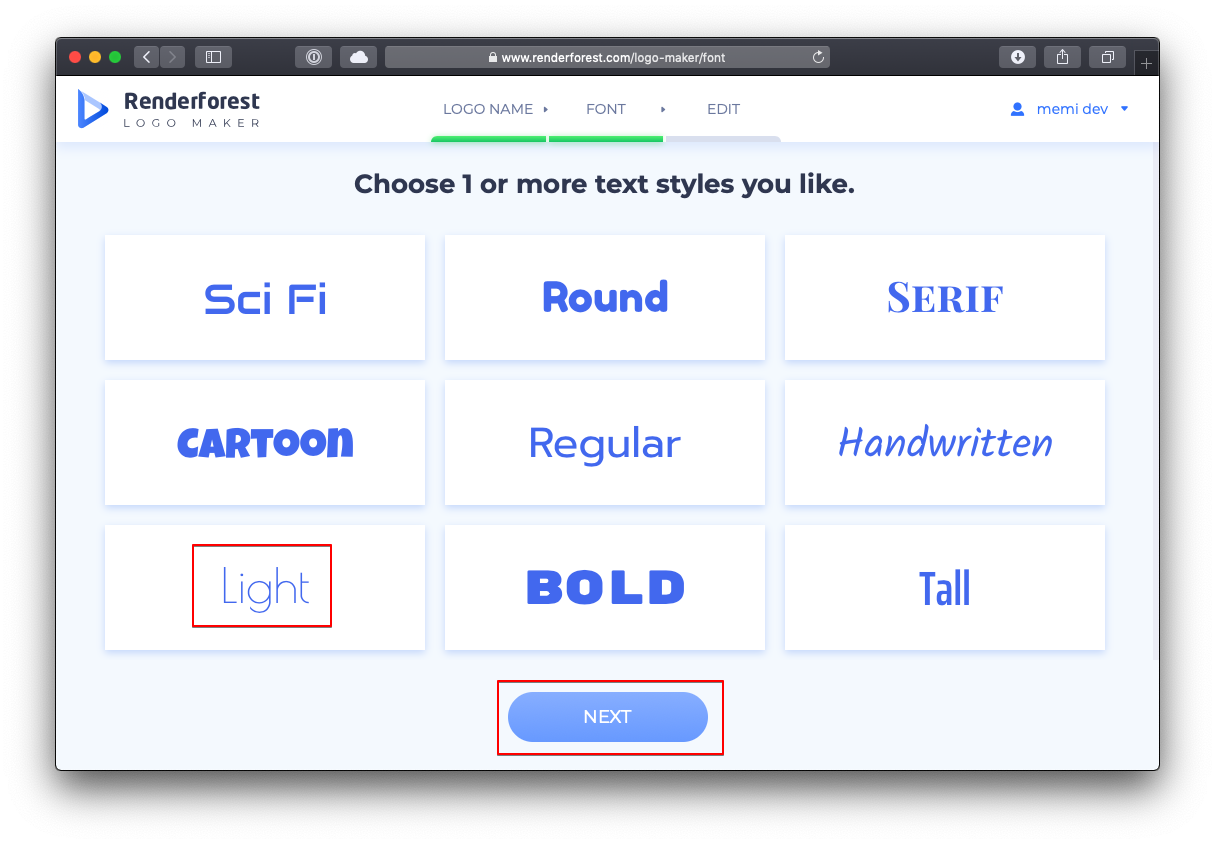 www.renderforest.com/logo-maker/font
Renderforest
LOGO MAKER
LOGO NAME
FONT
EDIT
memi dev
Choose 1 or more text styles you like.
Sci Fi
Round
SERIF
CARTOON
Regular
Handwritten
Light
BOLD
Tall
NEXT